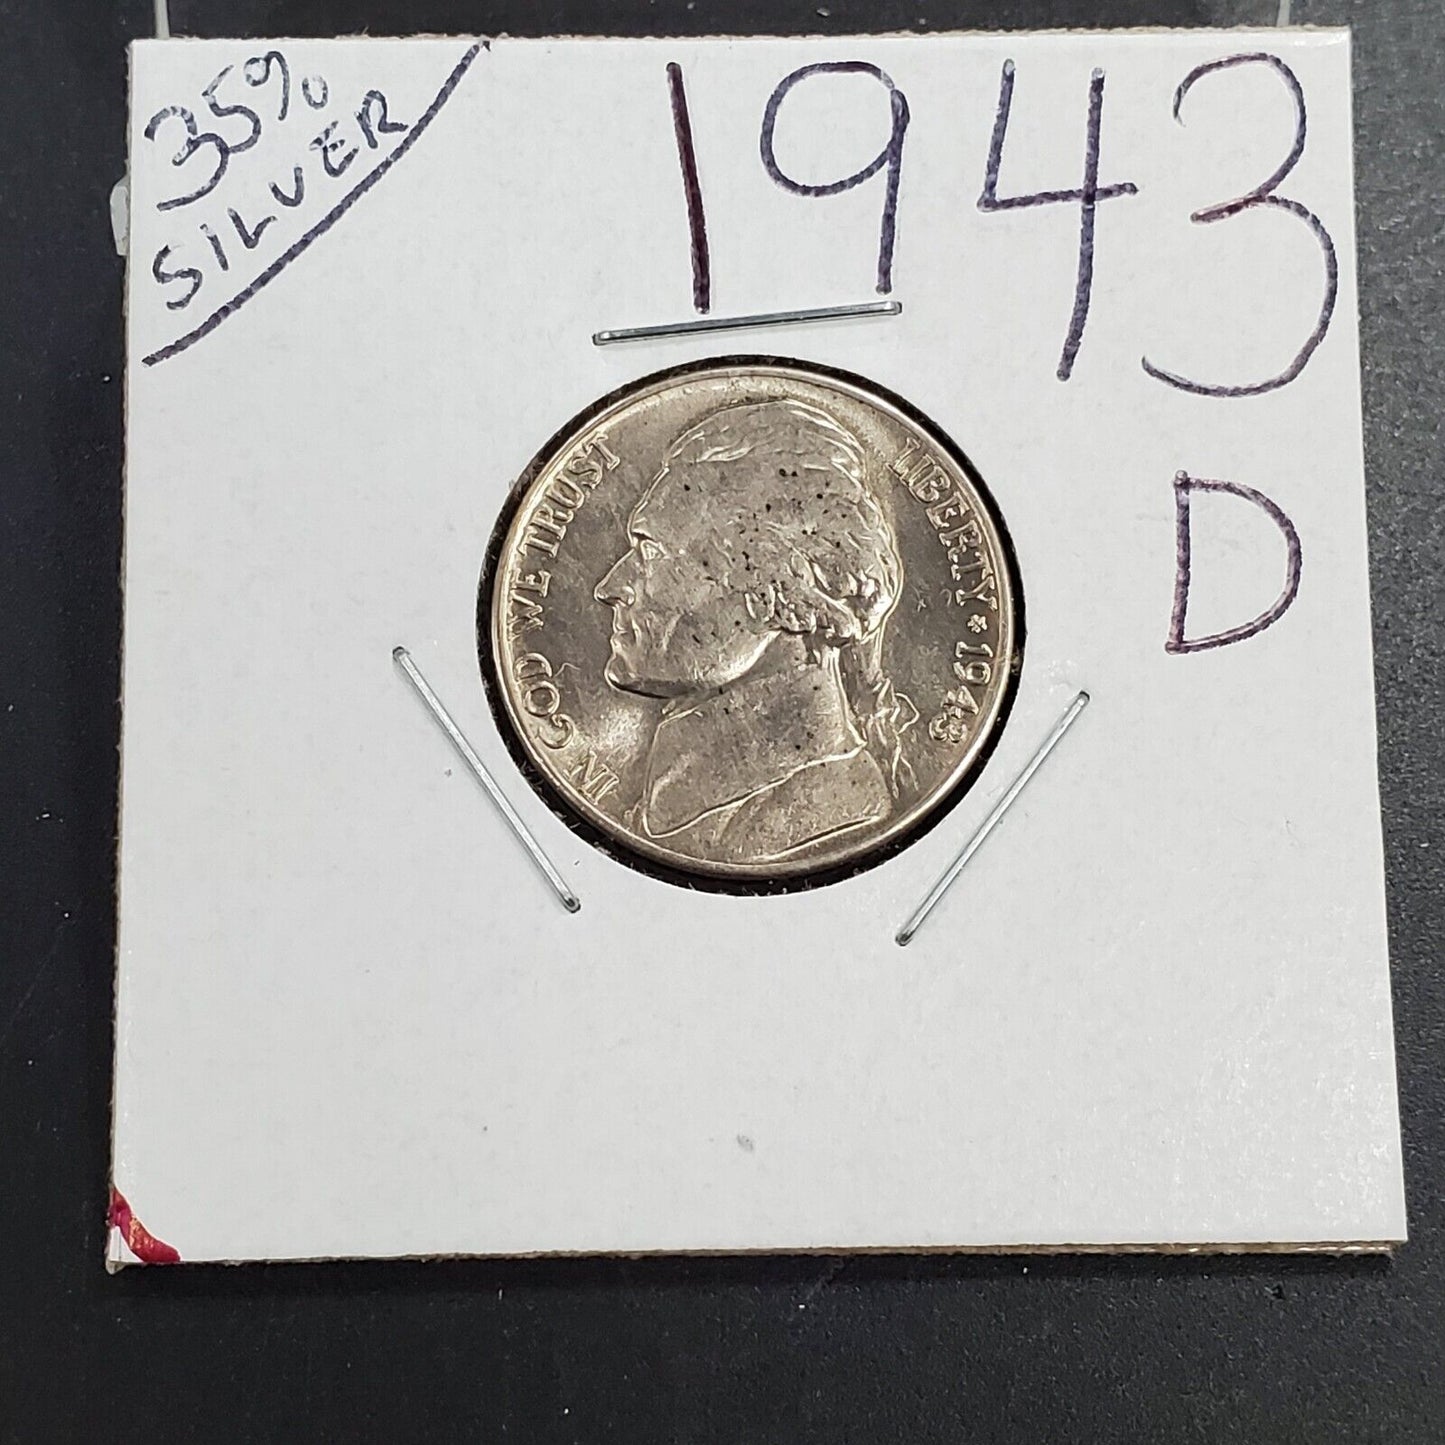 35%
SILVER
1943
D
IN GOD WE TRUST
LIBERTY * 1943